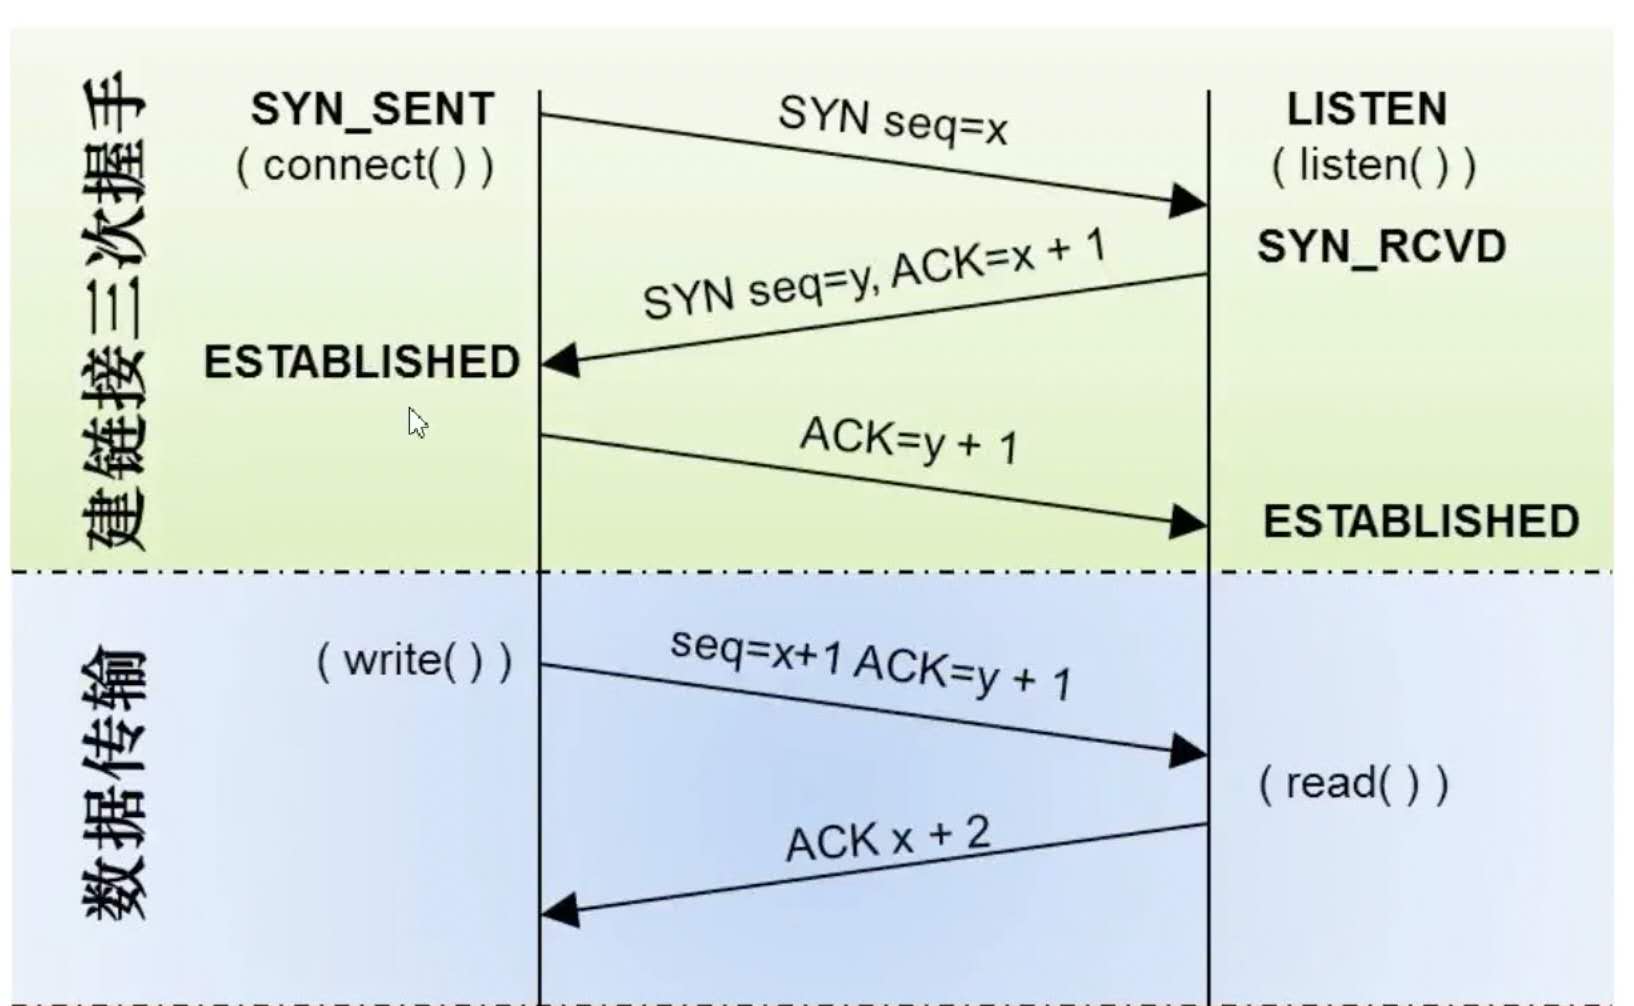 建链接三次握手
SYN_SENT
( connect( ) )
SYN seq=x
LISTEN
( listen( ) )
SYN_RCVD
SYN seq=y, ACK=x + 1
ESTABLISHED
ACK=y + 1
ESTABLISHED
数据传输
( write( ) )
seq=x+1 ACK=y + 1
( read( ) )
ACK x + 2